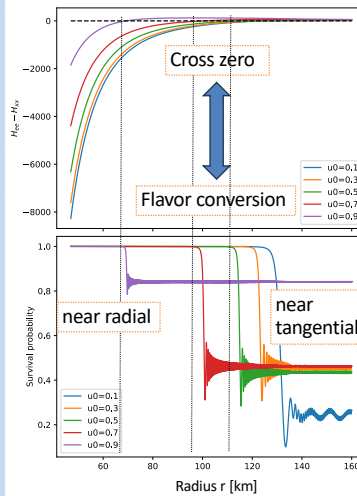 0
−2000
−4000
−6000
−8000
H_ee − H_xx
Cross zero
Flavor conversion
u0=0.1
u0=0.3
u0=0.5
u0=0.7
u0=0.9
1.0
0.8
0.6
0.4
0.2
Survival probability
near radial
near
tangential
u0=0.1
u0=0.3
u0=0.5
u0=0.7
u0=0.9
60 80 100 120 140 160
Radius r [km]